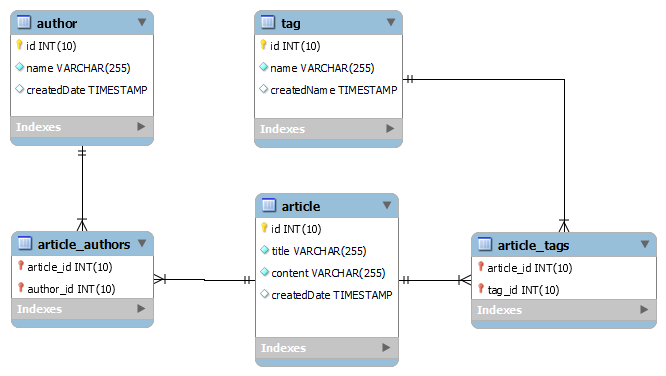 author
id INT(10)
name VARCHAR(255)
createdDate TIMESTAMP
Indexes
tag
id INT(10)
name VARCHAR(255)
createdName TIMESTAMP
Indexes
article_authors
article_id INT(10)
author_id INT(10)
Indexes
article
id INT(10)
title VARCHAR(255)
content VARCHAR(255)
createdDate TIMESTAMP
Indexes
article_tags
article_id INT(10)
tag_id INT(10)
Indexes